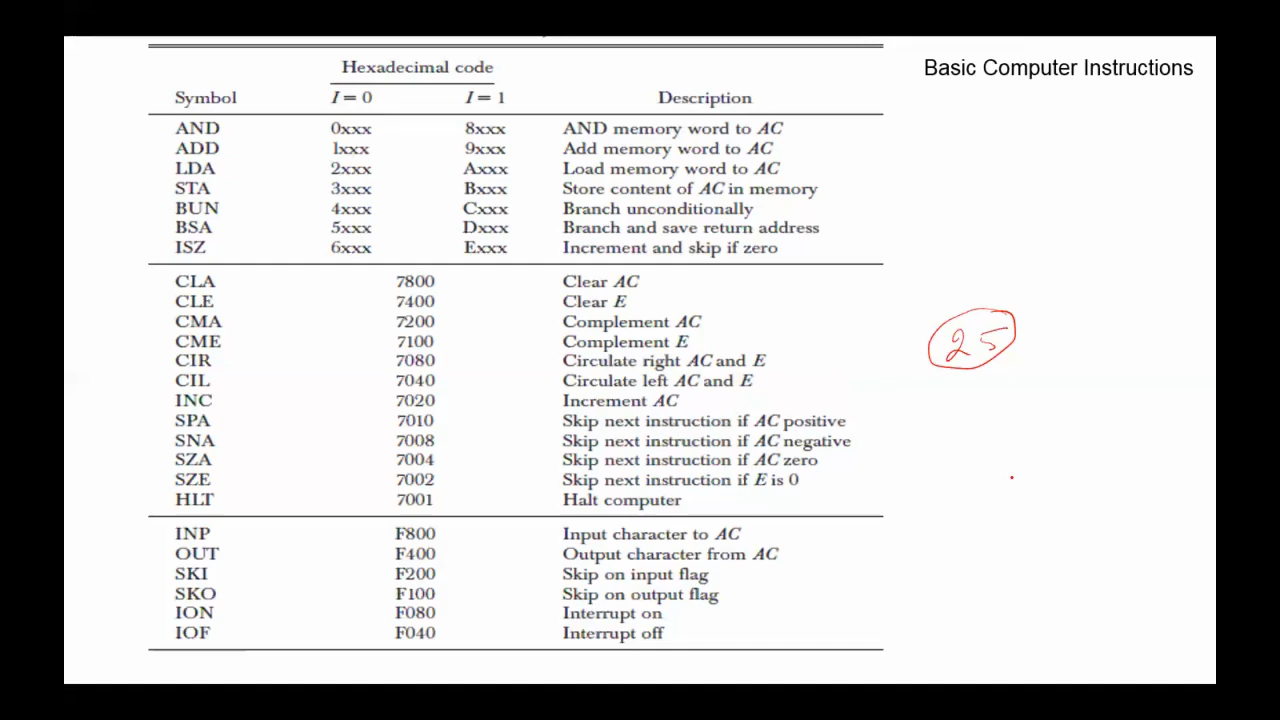 Basic Computer Instructions
Hexadecimal code
Symbol I = 0 I = 1 Description
AND 0xxx 8xxx AND memory word to AC
ADD 1xxx 9xxx Add memory word to AC
LDA 2xxx Axxx Load memory word to AC
STA 3xxx Bxxx Store content of AC in memory
BUN 4xxx Cxxx Branch unconditionally
BSA 5xxx Dxxx Branch and save return address
ISZ 6xxx Exxx Increment and skip if zero
CLA 7800 Clear AC
CLE 7400 Clear E
CMA 7200 Complement AC
CME 7100 Complement E
CIR 7080 Circulate right AC and E
CIL 7040 Circulate left AC and E
INC 7020 Increment AC
SPA 7010 Skip next instruction if AC positive
SNA 7008 Skip next instruction if AC negative
SZA 7004 Skip next instruction if AC zero
SZE 7002 Skip next instruction if E is 0
HLT 7001 Halt computer
INP F800 Input character to AC
OUT F400 Output character from AC
SKI F200 Skip on input flag
SKO F100 Skip on output flag
ION F080 Interrupt on
IOF F040 Interrupt off
25